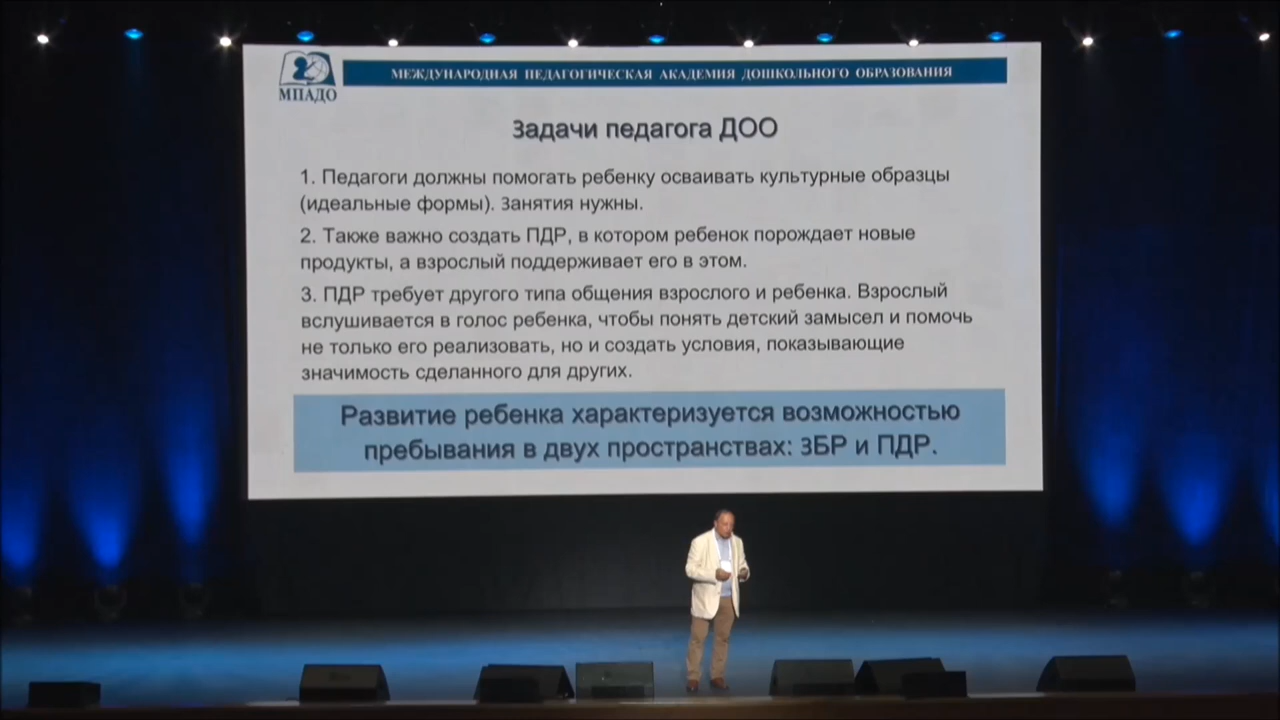 МЕЖДУНАРОДНАЯ ПЕДАГОГИЧЕСКАЯ АКАДЕМИЯ ДОШКОЛЬНОГО ОБРАЗОВАНИЯ
МПАДО
Задачи педагога ДОО
1. Педагоги должны помогать ребенку осваивать культурные образцы
(идеальные формы). Занятия нужны.
2. Также важно создать ПДР, в котором ребенок порождает новые
продукты, а взрослый поддерживает его в этом.
3. ПДР требует другого типа общения взрослого и ребенка. Взрослый
вслушивается в голос ребенка, чтобы понять детский замысел и помочь
не только его реализовать, но и создать условия, показывающие
значимость сделанного для других.
Развитие ребенка характеризуется возможностью
пребывания в двух пространствах: ЗБР и ПДР.